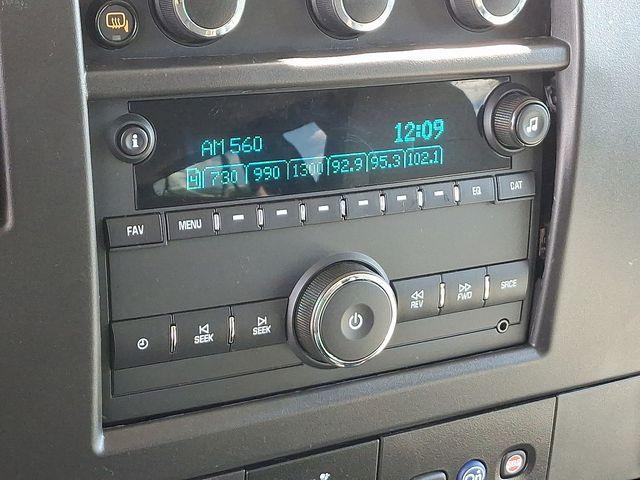 AM 560 12:09
4 730 990 1300 92.9 95.3 102.1
FAV MENU EQ CAT
SEEK SEEK REV FWD SRCE